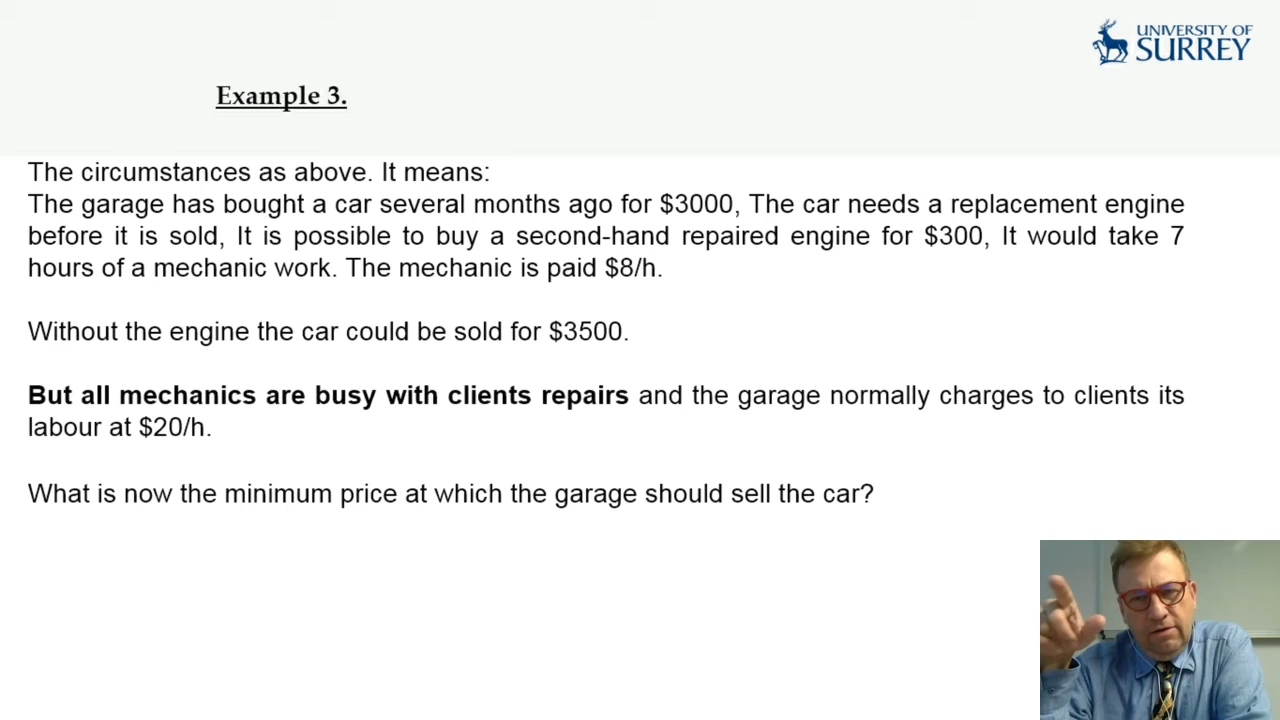 UNIVERSITY OF
SURREY
Example 3.
The circumstances as above. It means:
The garage has bought a car several months ago for $3000, The car needs a replacement engine
before it is sold, It is possible to buy a second-hand repaired engine for $300, It would take 7
hours of a mechanic work. The mechanic is paid $8/h.
Without the engine the car could be sold for $3500.
But all mechanics are busy with clients repairs and the garage normally charges to clients its
labour at $20/h.
What is now the minimum price at which the garage should sell the car?